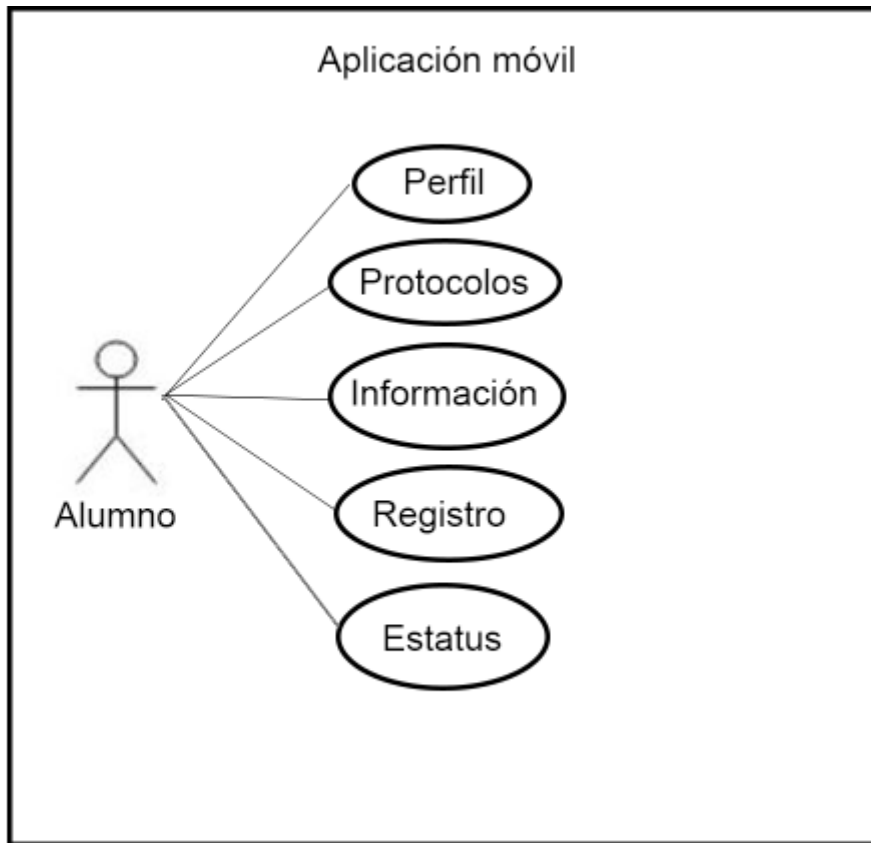 Aplicación móvil
Perfil
Protocolos
Información
Registro
Estatus
Alumno